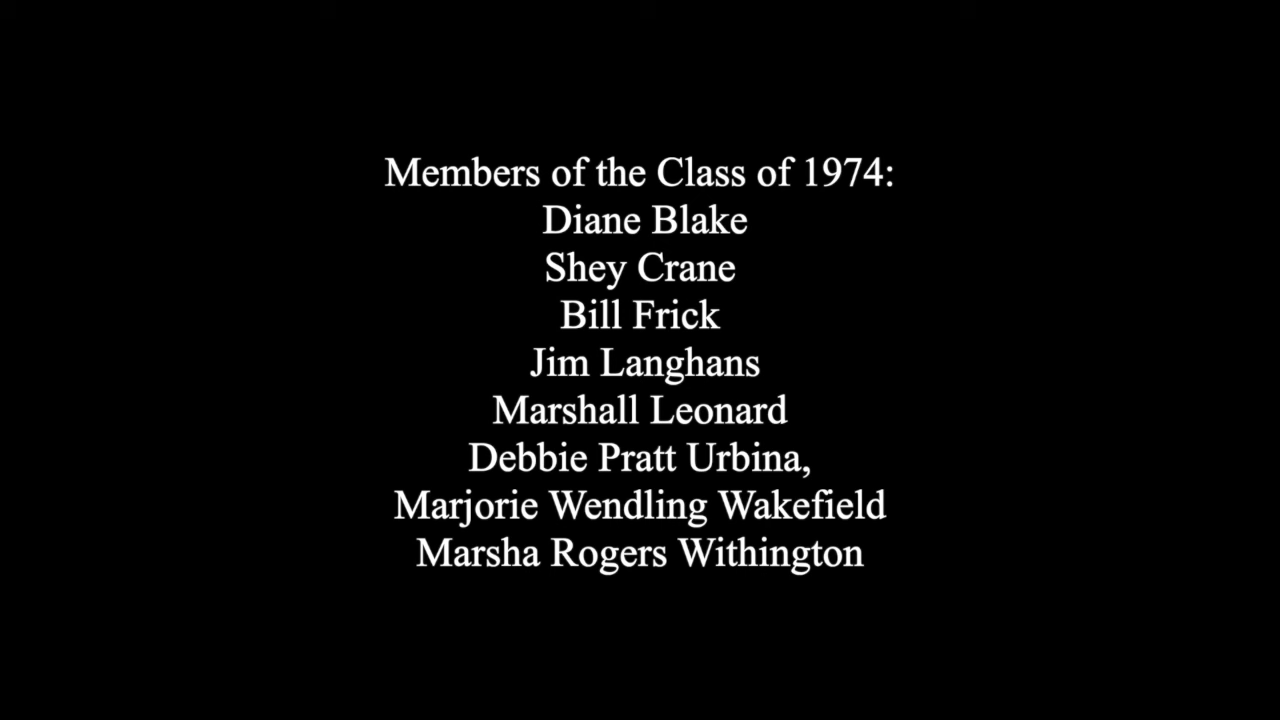 Members of the Class of 1974:
Diane Blake
Shey Crane
Bill Frick
Jim Langhans
Marshall Leonard
Debbie Pratt Urbina,
Marjorie Wendling Wakefield
Marsha Rogers Withington